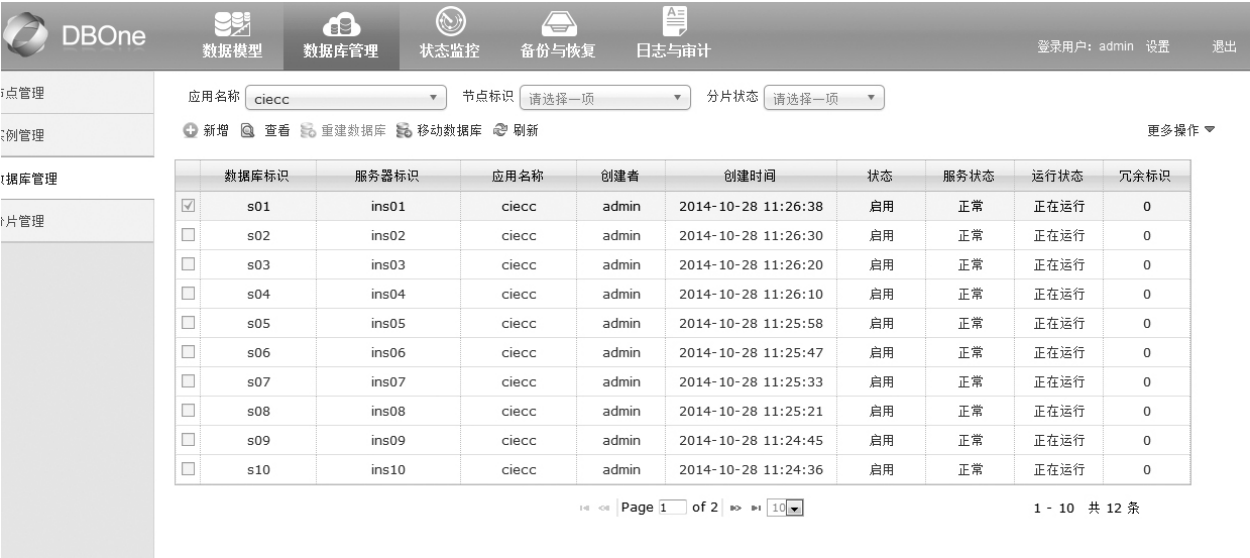 DBOne
数据模型 数据库管理 状态监控 备份与恢复 日志与审计
登录用户：admin 设置 退出
点管理
例管理
据库管理
片管理
应用名称 ciecc 节点标识 请选择一项 分片状态 请选择一项
新增 查看 重建数据库 移动数据库 刷新 更多操作
数据库标识 服务器标识 应用名称 创建者 创建时间 状态 服务状态 运行状态 冗余标识
s01 ins01 ciecc admin 2014-10-28 11:26:38 启用 正常 正在运行 0
s02 ins02 ciecc admin 2014-10-28 11:26:30 启用 正常 正在运行 0
s03 ins03 ciecc admin 2014-10-28 11:26:20 启用 正常 正在运行 0
s04 ins04 ciecc admin 2014-10-28 11:26:10 启用 正常 正在运行 0
s05 ins05 ciecc admin 2014-10-28 11:25:58 启用 正常 正在运行 0
s06 ins06 ciecc admin 2014-10-28 11:25:47 启用 正常 正在运行 0
s07 ins07 ciecc admin 2014-10-28 11:25:33 启用 正常 正在运行 0
s08 ins08 ciecc admin 2014-10-28 11:25:21 启用 正常 正在运行 0
s09 ins09 ciecc admin 2014-10-28 11:24:45 启用 正常 正在运行 0
s10 ins10 ciecc admin 2014-10-28 11:24:36 启用 正常 正在运行 0
Page 1 of 2 10 1 - 10 共 12 条